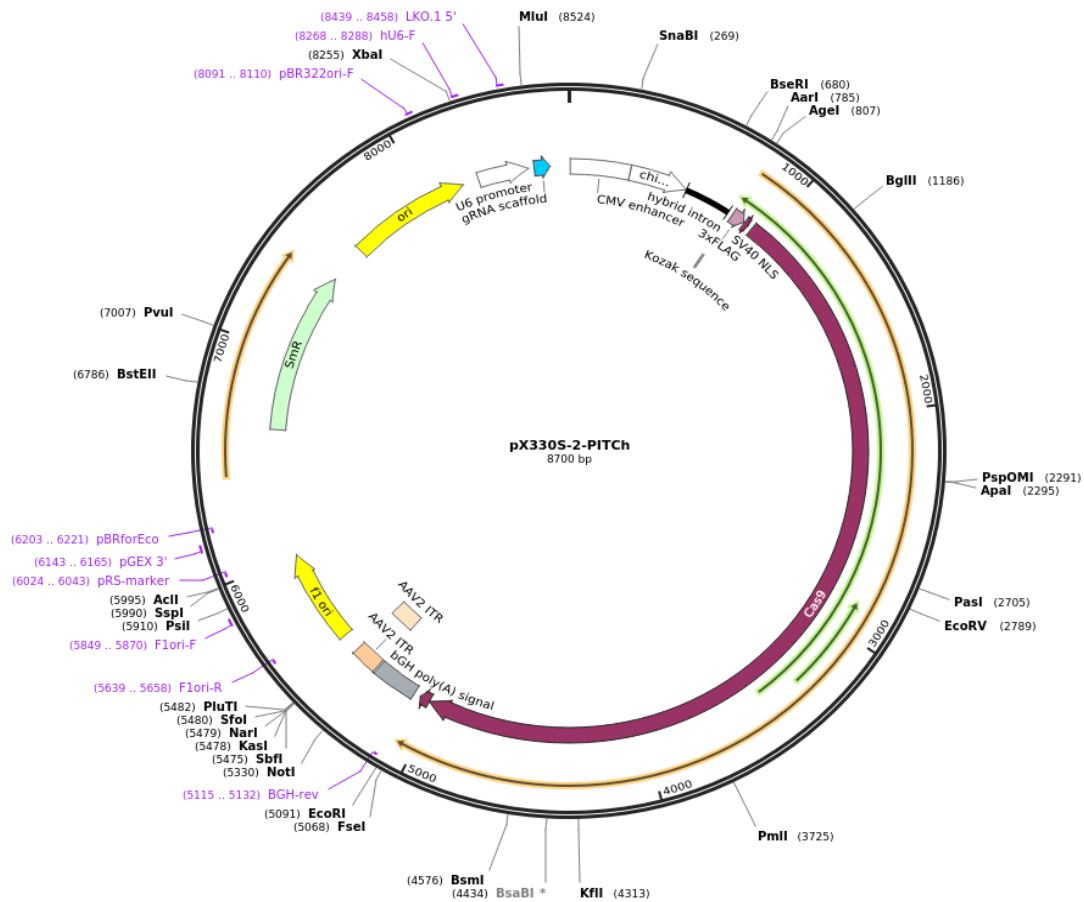 (8439 .. 8458) LKO.1 5'
(8268 .. 8288) hU6-F
(8255) XbaI
(8091 .. 8110) pBR322ori-F
MluI (8524)
SnaBI (269)
BseRI (680)
AarI (785)
AgeI (807)
BglII (1186)
8000
1000
ori
U6 promoter
gRNA scaffold
chi...
CMV enhancer
hybrid intron
3xFLAG
SV40 NLS
Kozak sequence
(7007) PvuI
7000
(6786) BstEII
SmR
2000
pX330S-2-PITCh
8700 bp
PspOMI (2291)
ApaI (2295)
(6203 .. 6221) pBRforEco
(6143 .. 6165) pGEX 3'
(6024 .. 6043) pRS-marker
(5995) AclI
(5990) SspI
(5910) PsiI
(5849 .. 5870) F1ori-F
6000
f1 ori
AAV2 ITR
AAV2 ITR
bGH poly(A) signal
Cas9
PasI (2705)
EcoRV (2789)
3000
(5639 .. 5658) F1ori-R
(5482) PluTI
(5480) SfoI
(5479) NarI
(5478) KasI
(5475) SbfI
(5330) NotI
(5115 .. 5132) BGH-rev
(5091) EcoRI
(5068) FseI
5000
4000
PmlI (3725)
(4576) BsmI
(4434) BsaBI *
KflI (4313)